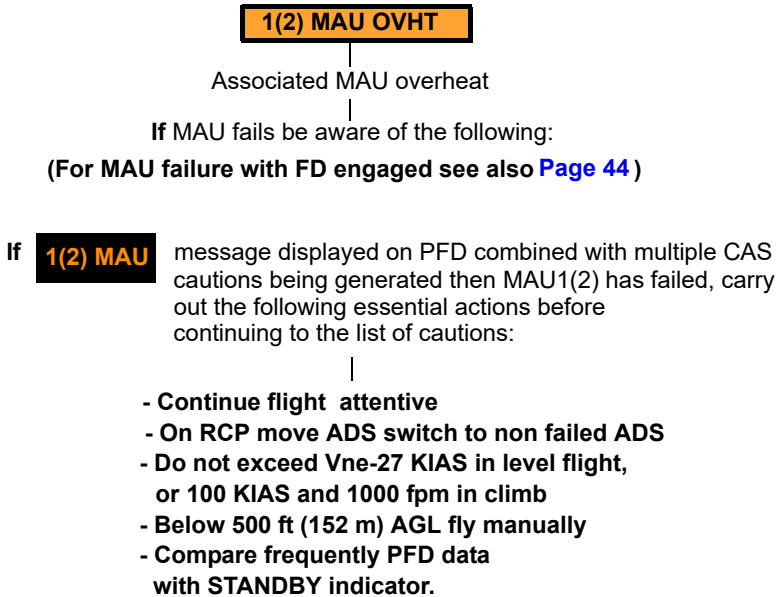 1(2) MAU OVHT
Associated MAU overheat
If MAU fails be aware of the following:
(For MAU failure with FD engaged see also Page 44 )
If 1(2) MAU message displayed on PFD combined with multiple CAS
cautions being generated then MAU1(2) has failed, carry
out the following essential actions before
continuing to the list of cautions:
- Continue flight attentive
- On RCP move ADS switch to non failed ADS
- Do not exceed Vne-27 KIAS in level flight,
or 100 KIAS and 1000 fpm in climb
- Below 500 ft (152 m) AGL fly manually
- Compare frequently PFD data
with STANDBY indicator.